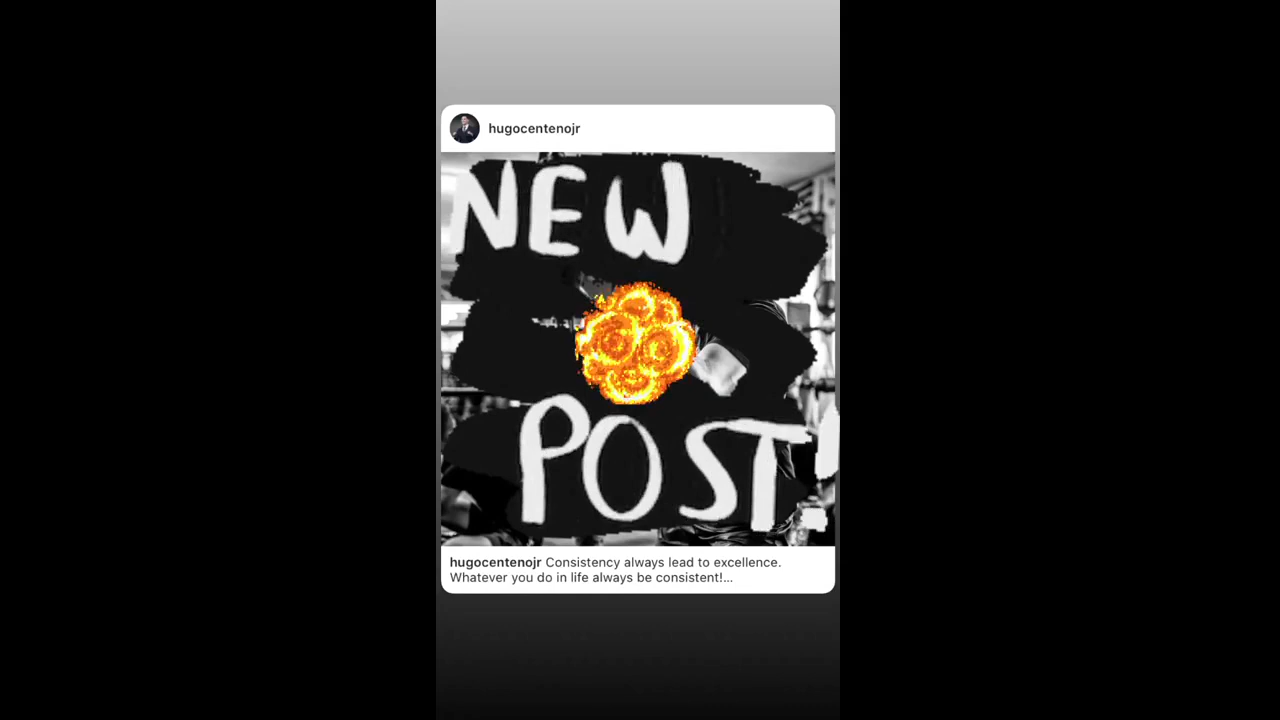 hugocentenojr
NEW
POST!
hugocentenojr Consistency always lead to excellence.
Whatever you do in life always be consistent!...